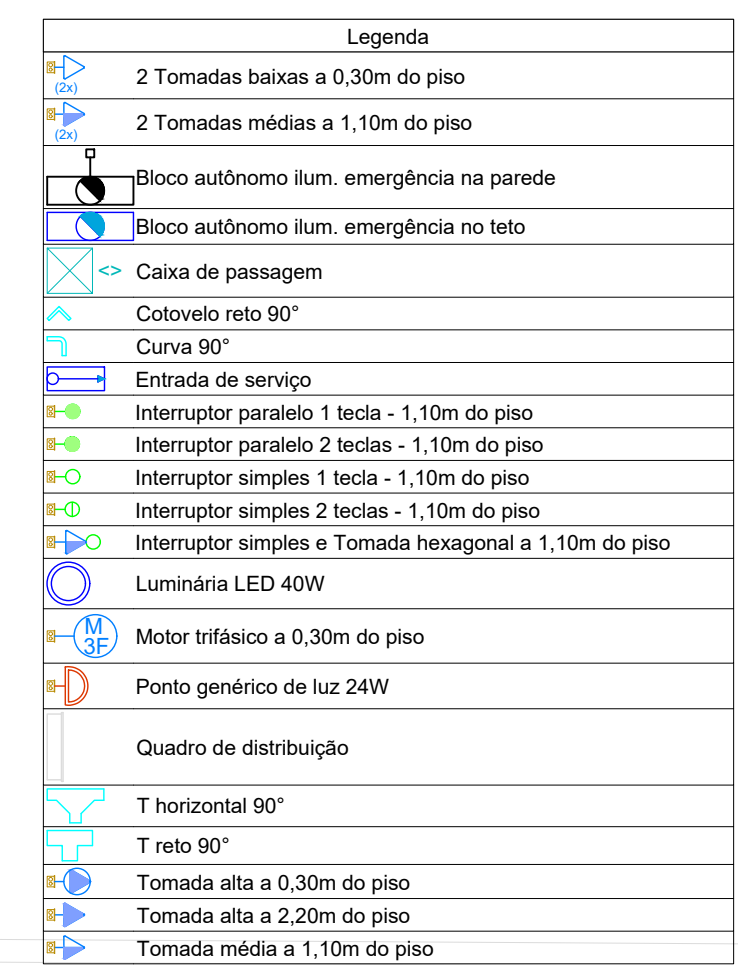 Legenda
(2x)
2 Tomadas baixas a 0,30m do piso
(2x)
2 Tomadas médias a 1,10m do piso
Bloco autônomo ilum. emergência na parede
Bloco autônomo ilum. emergência no teto
<> Caixa de passagem
Cotovelo reto 90°
Curva 90°
Entrada de serviço
Interruptor paralelo 1 tecla - 1,10m do piso
Interruptor paralelo 2 teclas - 1,10m do piso
Interruptor simples 1 tecla - 1,10m do piso
Interruptor simples 2 teclas - 1,10m do piso
Interruptor simples e Tomada hexagonal a 1,10m do piso
Luminária LED 40W
M
3F
Motor trifásico a 0,30m do piso
Ponto genérico de luz 24W
Quadro de distribuição
T horizontal 90°
T reto 90°
Tomada alta a 0,30m do piso
Tomada alta a 2,20m do piso
Tomada média a 1,10m do piso